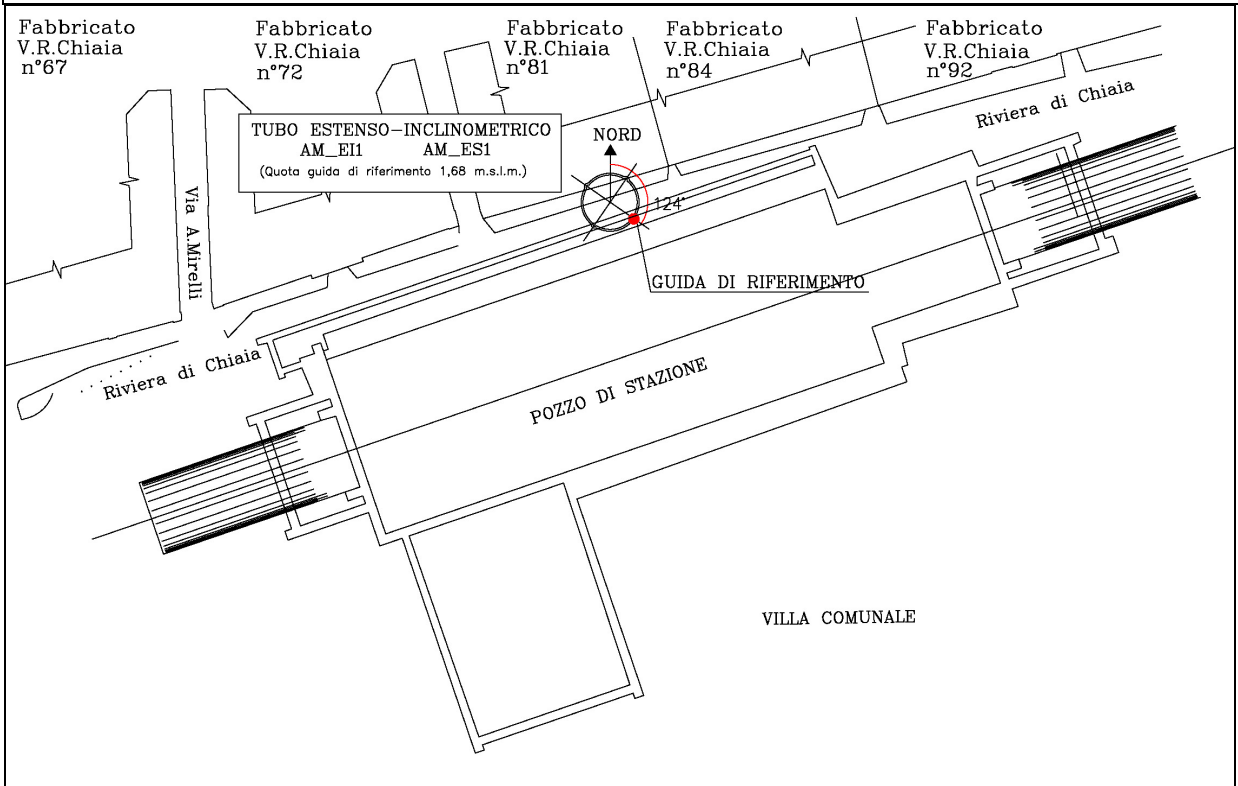 Fabbricato
V.R.Chiaia
n°67
Fabbricato
V.R.Chiaia
n°72
Fabbricato
V.R.Chiaia
n°81
Fabbricato
V.R.Chiaia
n°84
Fabbricato
V.R.Chiaia
n°92
Riviera di Chiaia
TUBO ESTENSO-INCLINOMETRICO
AM_EI1 AM_ES1
(Quota guida di riferimento 1,68 m.s.l.m.)
NORD
124°
Via A.Mirelli
GUIDA DI RIFERIMENTO
Riviera di Chiaia
POZZO DI STAZIONE
VILLA COMUNALE